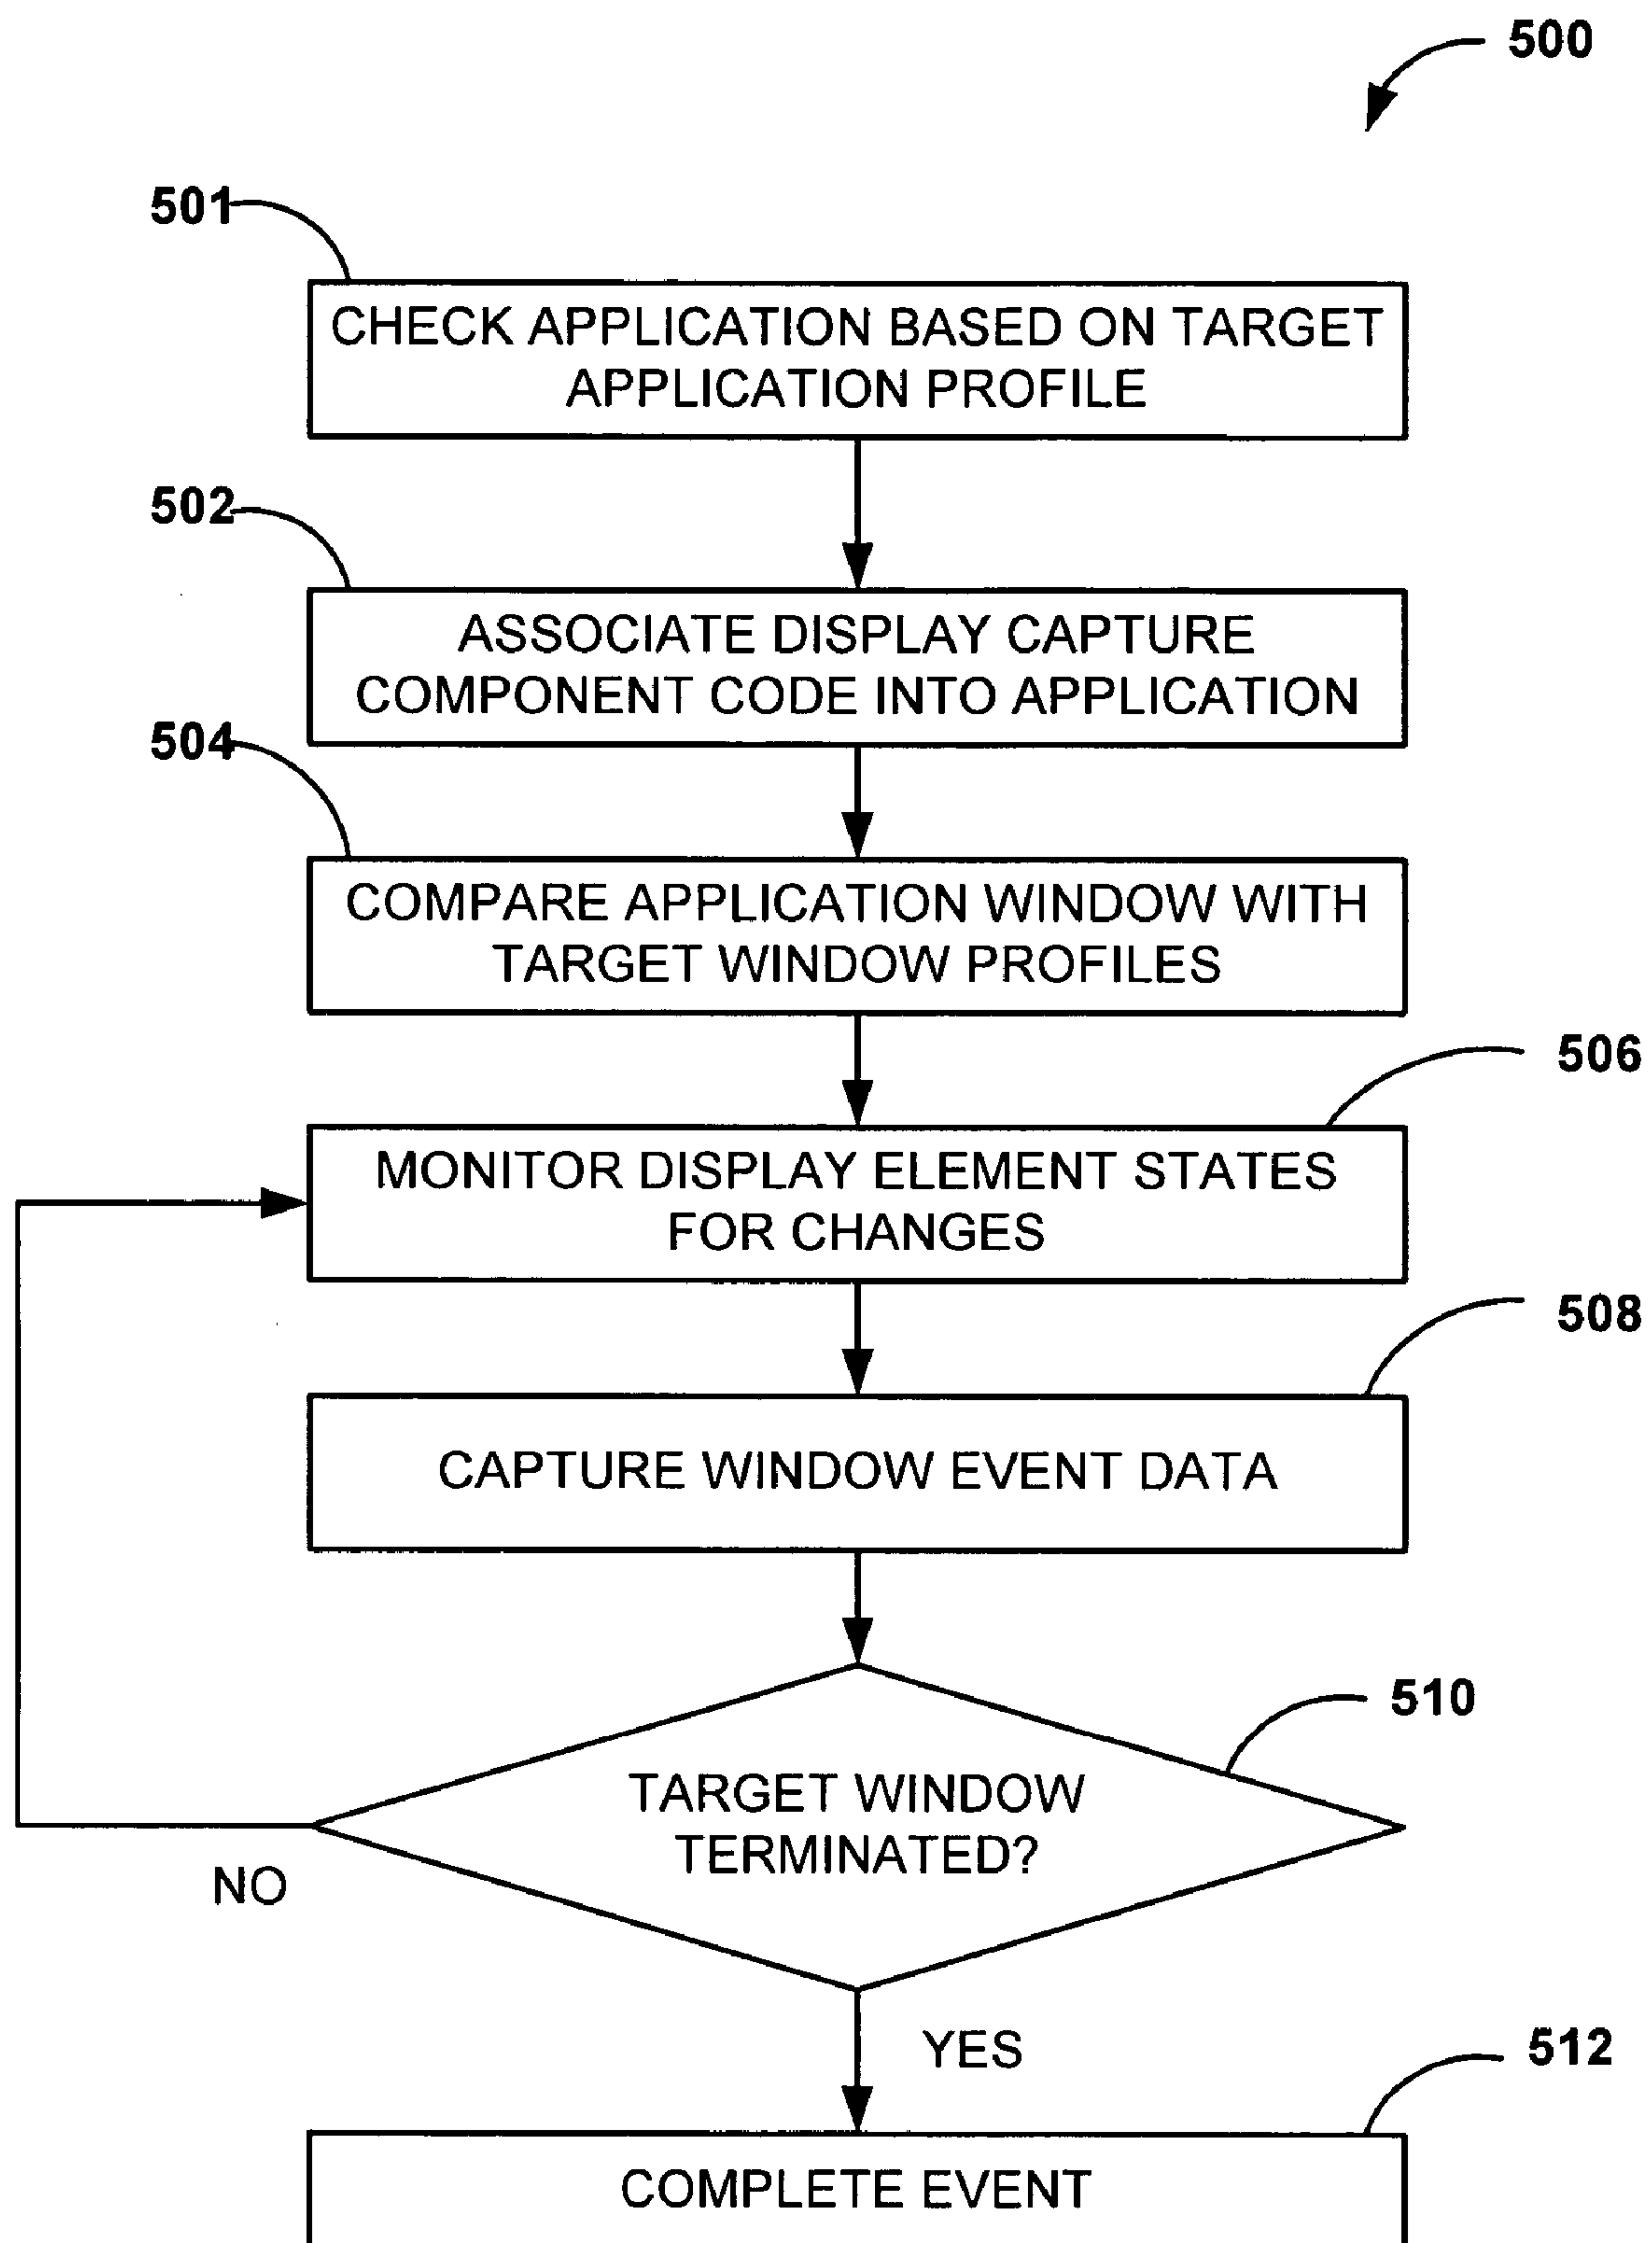 500
501
CHECK APPLICATION BASED ON TARGET
APPLICATION PROFILE
502
ASSOCIATE DISPLAY CAPTURE
COMPONENT CODE INTO APPLICATION
504
COMPARE APPLICATION WINDOW WITH
TARGET WINDOW PROFILES
506
MONITOR DISPLAY ELEMENT STATES
FOR CHANGES
508
CAPTURE WINDOW EVENT DATA
510
TARGET WINDOW
TERMINATED?
NO
YES
512
COMPLETE EVENT